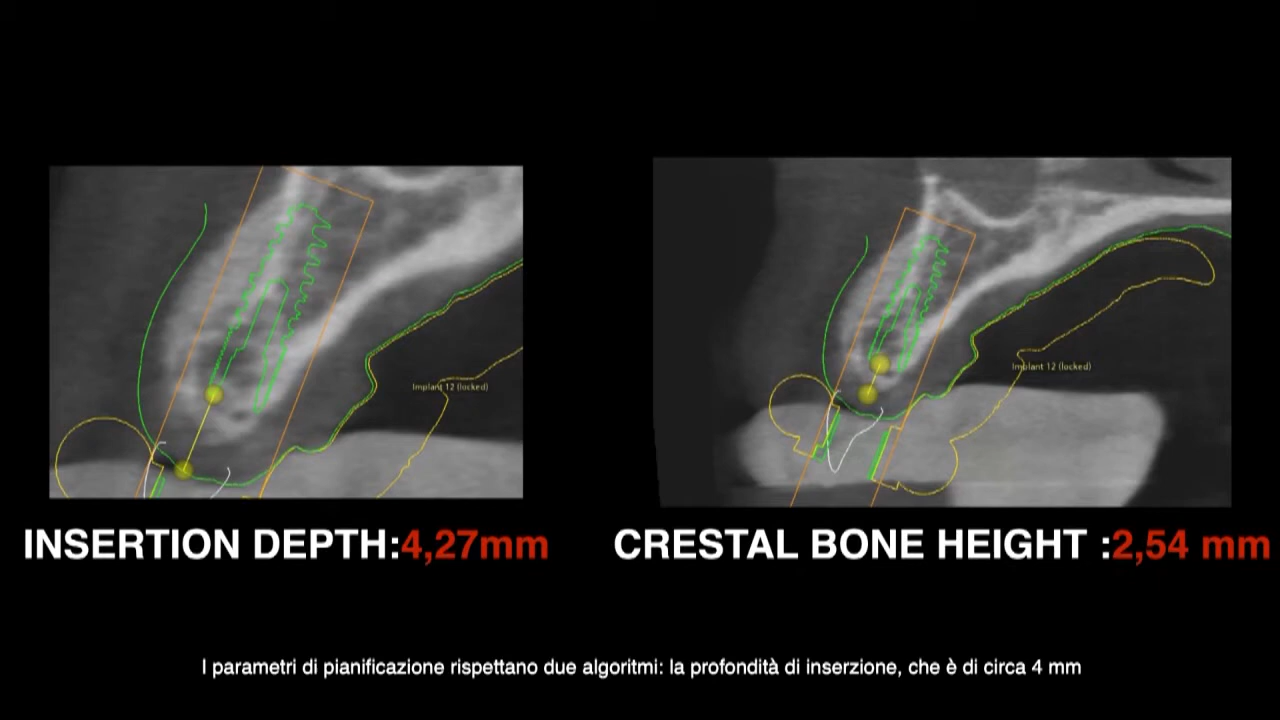 Implant 12 (locked)
Implant 12 (locked)
INSERTION DEPTH:4,27mm
CRESTAL BONE HEIGHT :2,54 mm
I parametri di pianificazione rispettano due algoritmi: la profondità di inserzione, che è di circa 4 mm